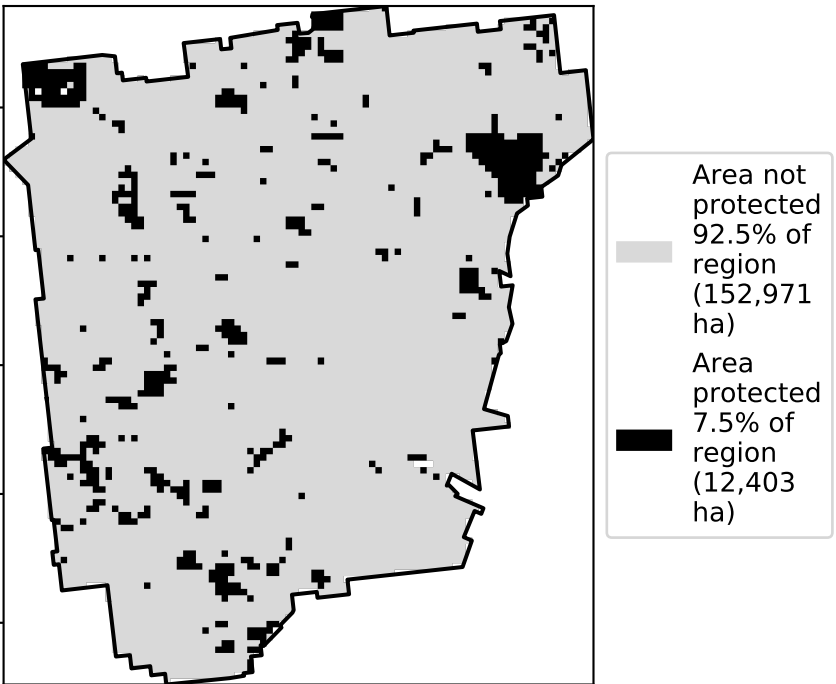 Area not
protected
92.5% of
region
(152,971
ha)
Area
protected
7.5% of
region
(12,403
ha)